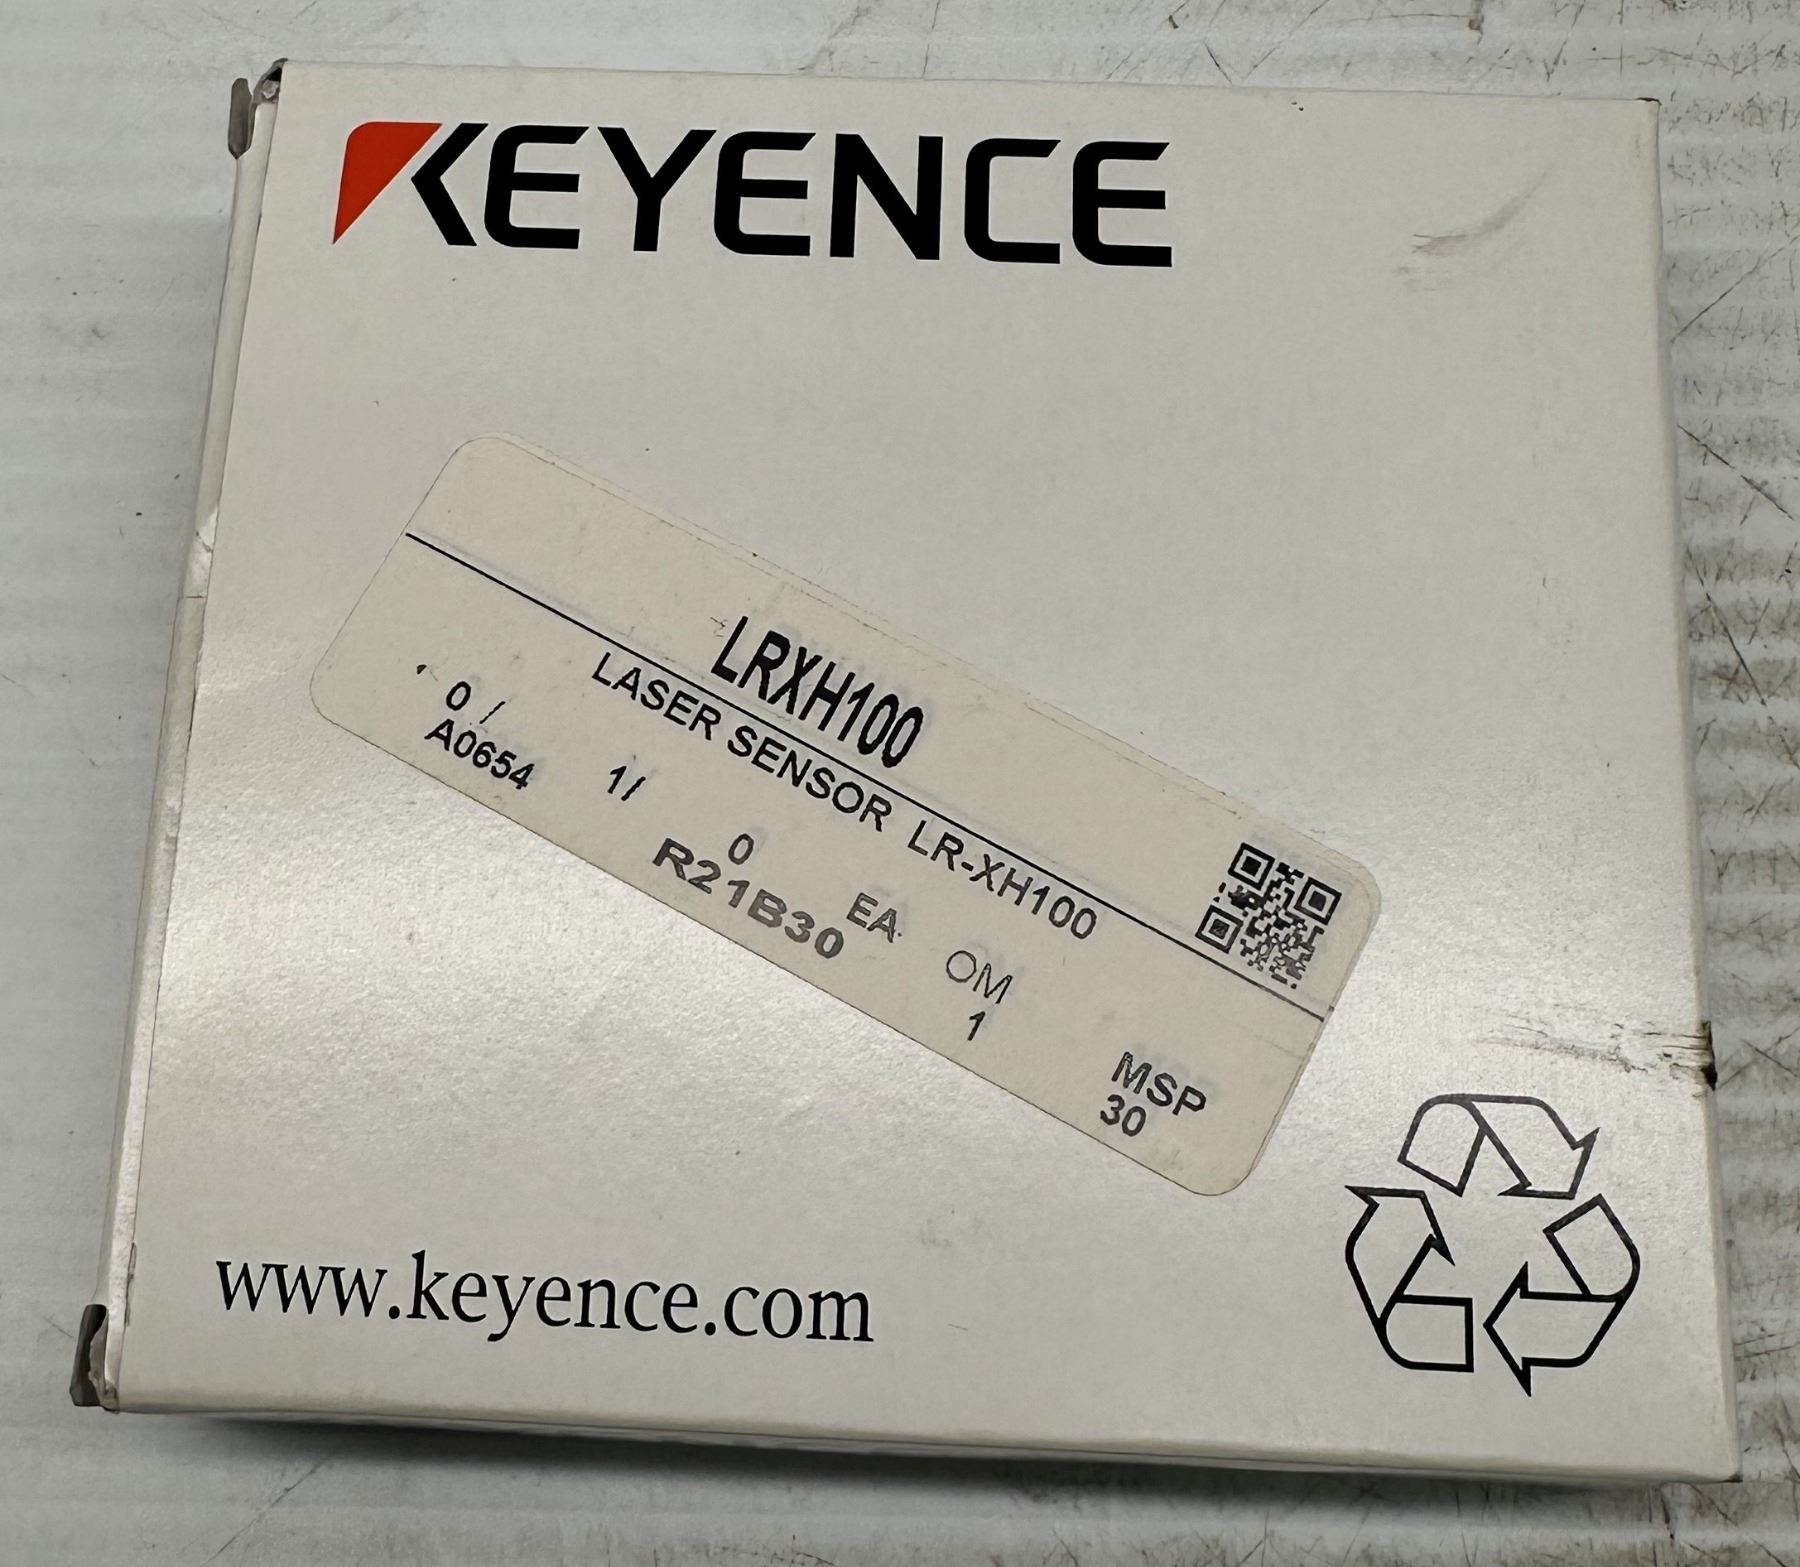 KEYENCE
LRXH100
LASER SENSOR LR-XH100
0 / 1/ 0 EA OM MSP
A0654 R21B30 1 30
www.keyence.com